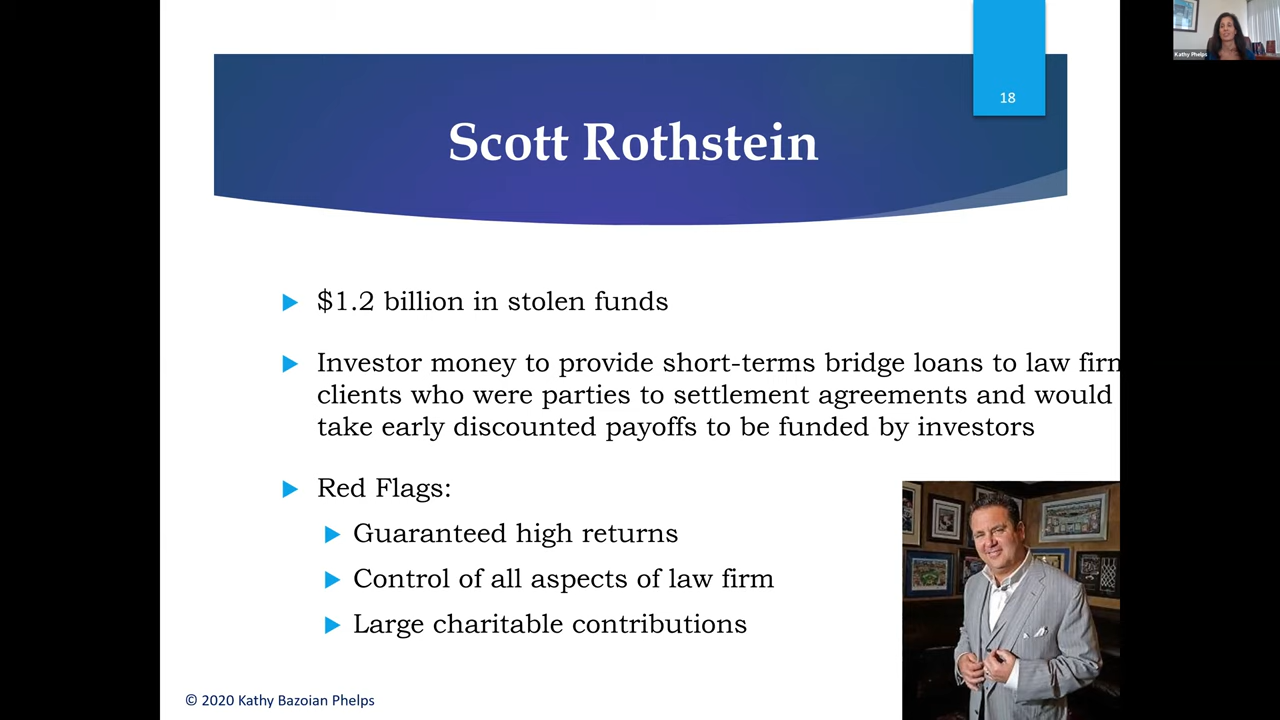 Kathy Phelps
18
Scott Rothstein
$1.2 billion in stolen funds
Investor money to provide short-terms bridge loans to law firm
clients who were parties to settlement agreements and would
take early discounted payoffs to be funded by investors
Red Flags:
Guaranteed high returns
Control of all aspects of law firm
Large charitable contributions
© 2020 Kathy Bazoian Phelps